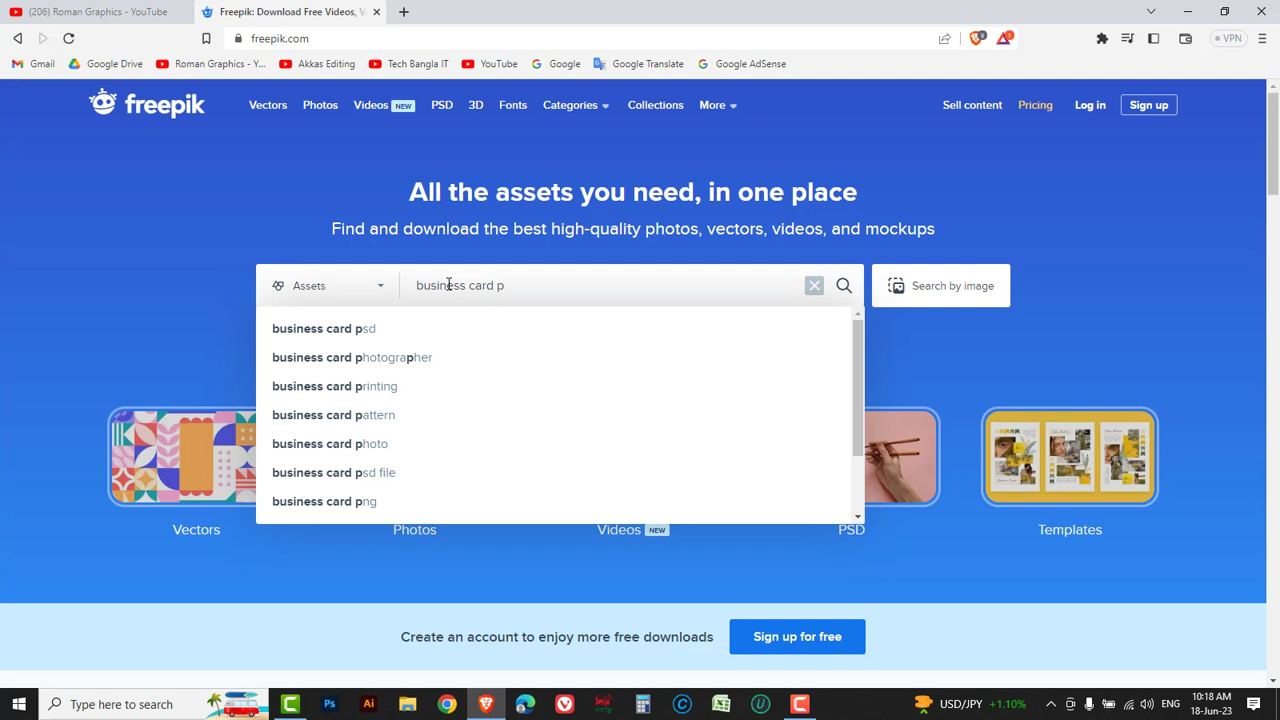 (206) Roman Graphics - YouTube
Freepik: Download Free Videos, V
freepik.com
3
1
VPN
Gmail
Google Drive
Roman Graphics - Y...
Akkas Editing
Tech Bangla IT
YouTube
Google
Google Translate
Google AdSense
freepik
Vectors
Photos
Videos NEW
PSD
3D
Fonts
Categories
Collections
More
Sell content
Pricing
Log in
Sign up
All the assets you need, in one place
Find and download the best high-quality photos, vectors, videos, and mockups
Assets
business card p
Search by image
business card psd
business card photographer
business card printing
business card pattern
business card photo
business card psd file
business card png
Vectors
Photos
Videos NEW
PSD
Templates
Create an account to enjoy more free downloads
Sign up for free
Type here to search
Ps
Ai
USD/JPY +1.10%
ENG
10:18 AM
18-Jun-23